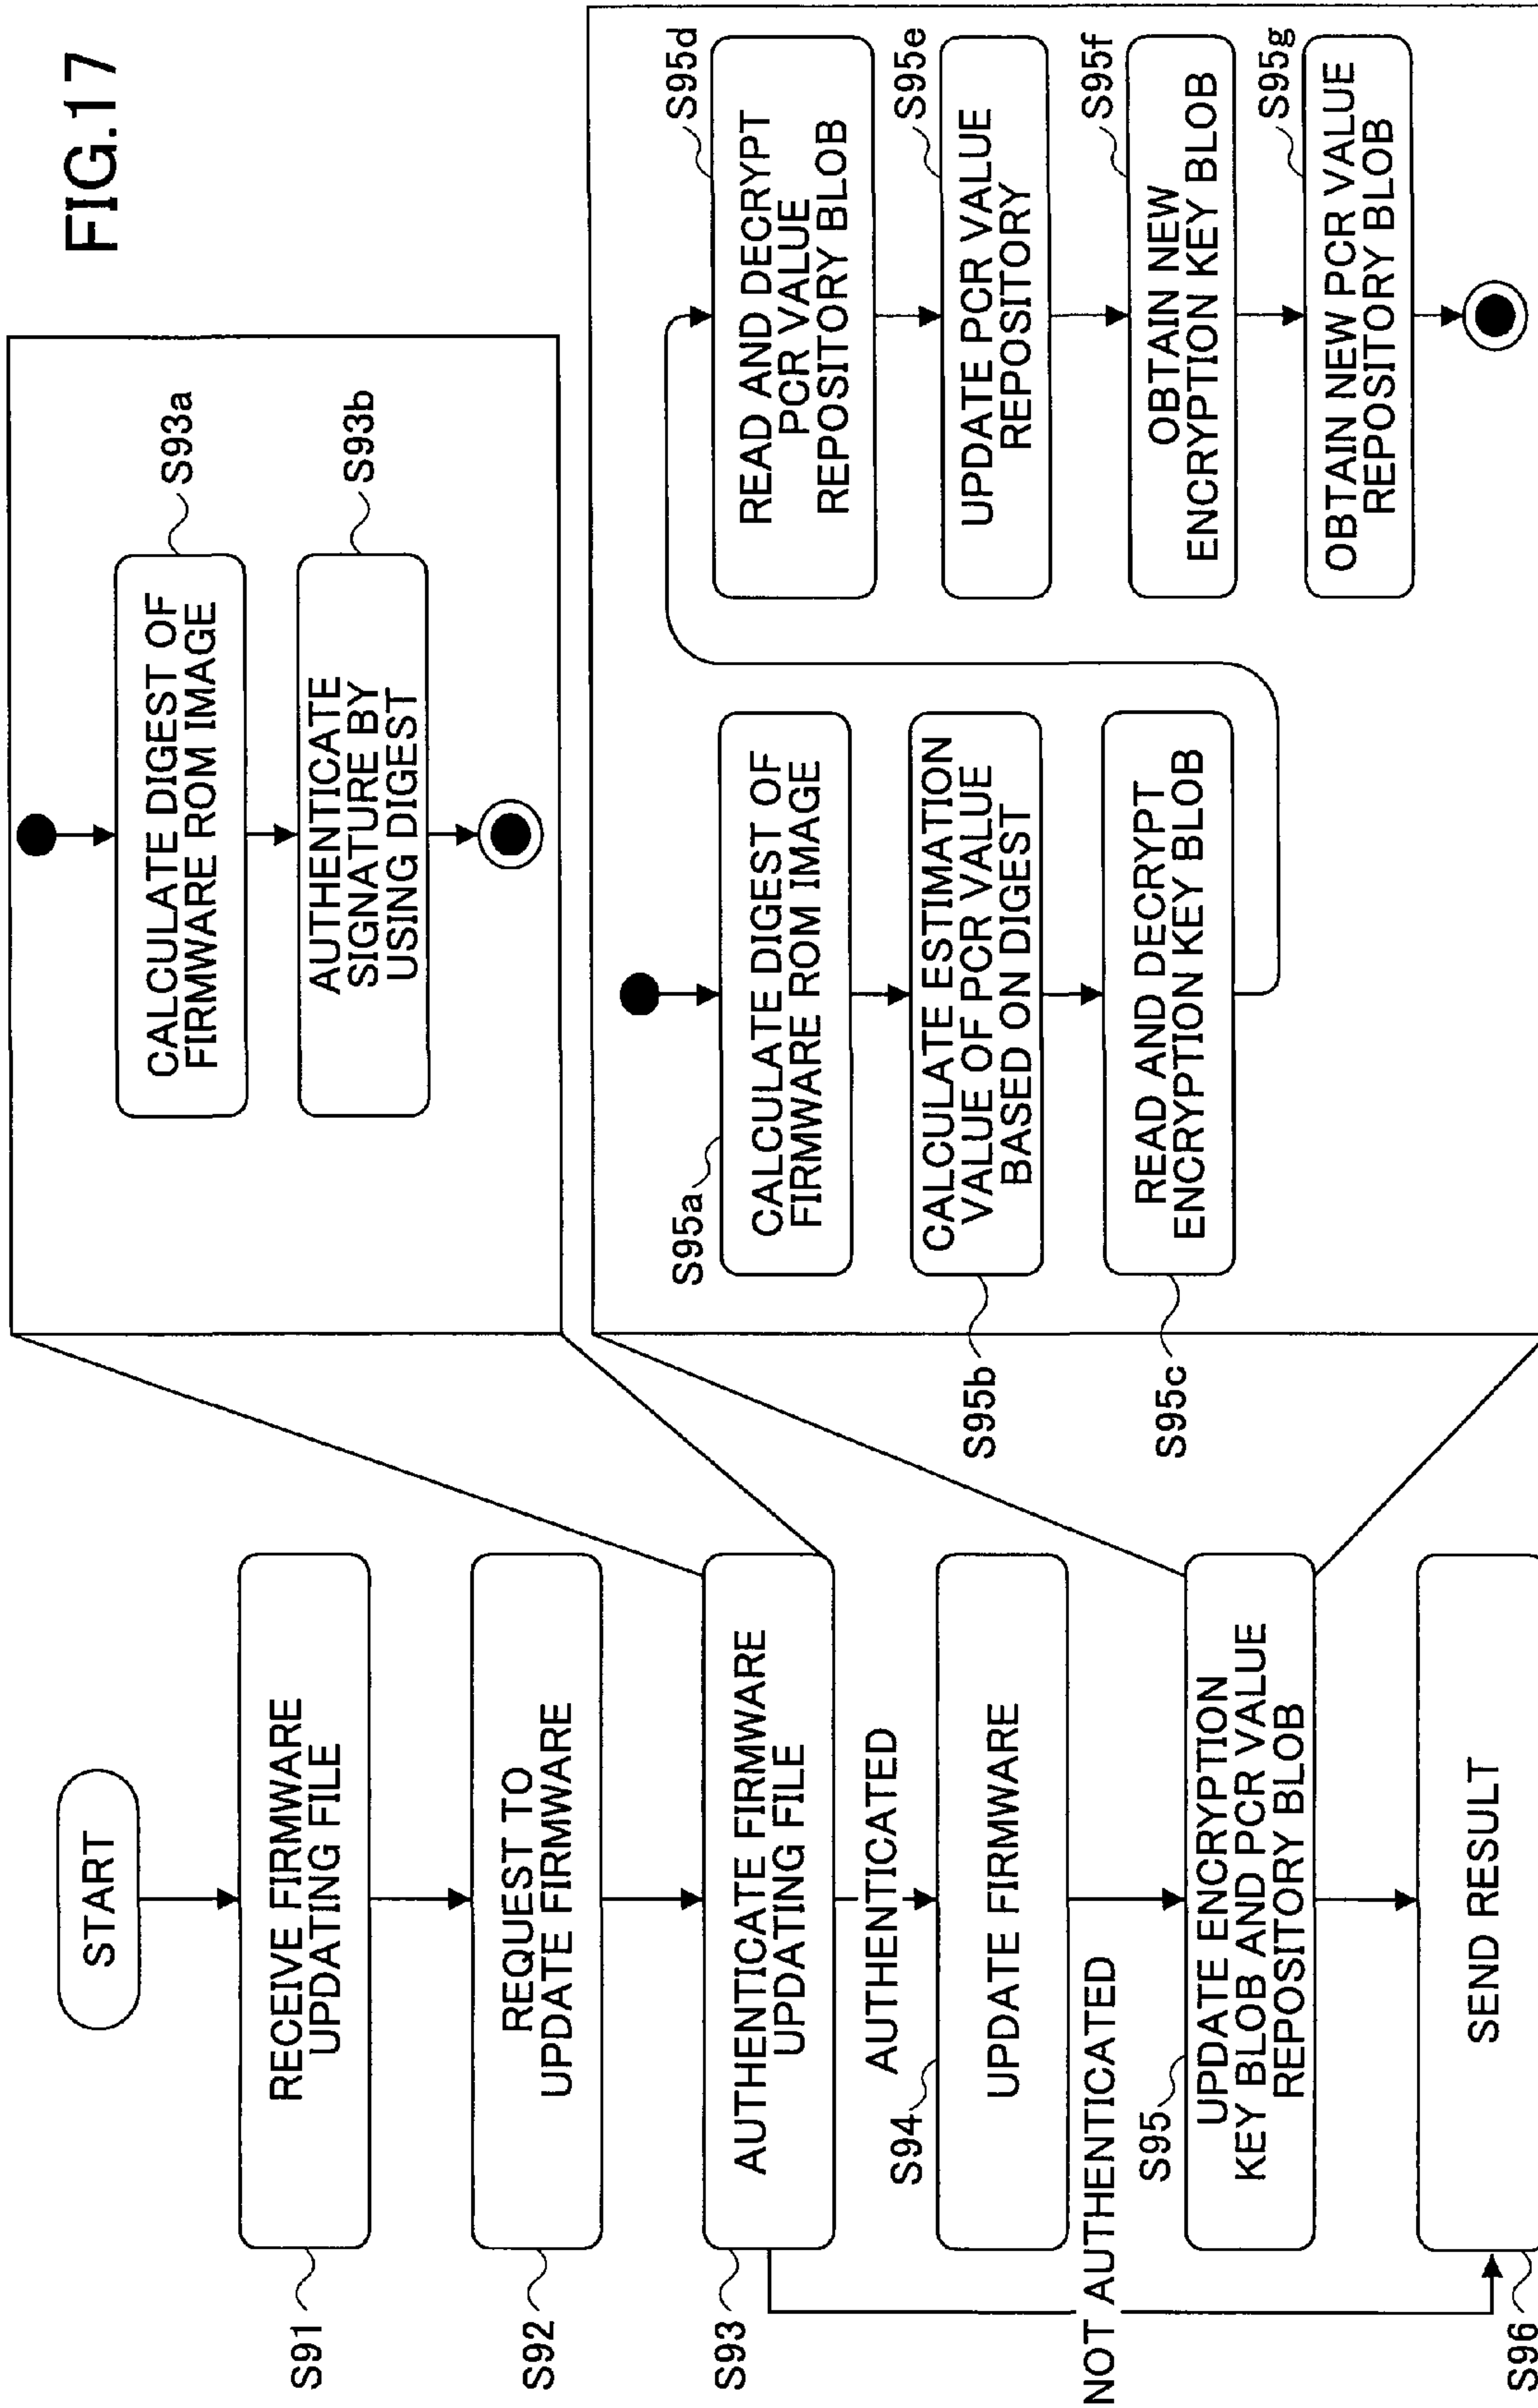 FIG.17
START
RECEIVE FIRMWARE
UPDATING FILE
S91
REQUEST TO
UPDATE FIRMWARE
S92
AUTHENTICATE FIRMWARE
UPDATING FILE
S93
AUTHENTICATED
S94
UPDATE FIRMWARE
NOT AUTHENTICATED
S95
UPDATE ENCRYPTION
KEY BLOB AND PCR VALUE
REPOSITORY BLOB
SEND RESULT
S96
CALCULATE DIGEST OF
FIRMWARE ROM IMAGE
S93a
AUTHENTICATE
SIGNATURE BY
USING DIGEST
S93b
S95a
CALCULATE DIGEST OF
FIRMWARE ROM IMAGE
CALCULATE ESTIMATION
VALUE OF PCR VALUE
BASED ON DIGEST
S95b
READ AND DECRYPT
ENCRYPTION KEY BLOB
S95c
READ AND DECRYPT
PCR VALUE
REPOSITORY BLOB
S95d
UPDATE PCR VALUE
REPOSITORY
S95e
OBTAIN NEW
ENCRYPTION KEY BLOB
S95f
OBTAIN NEW PCR VALUE
REPOSITORY BLOB
S95g